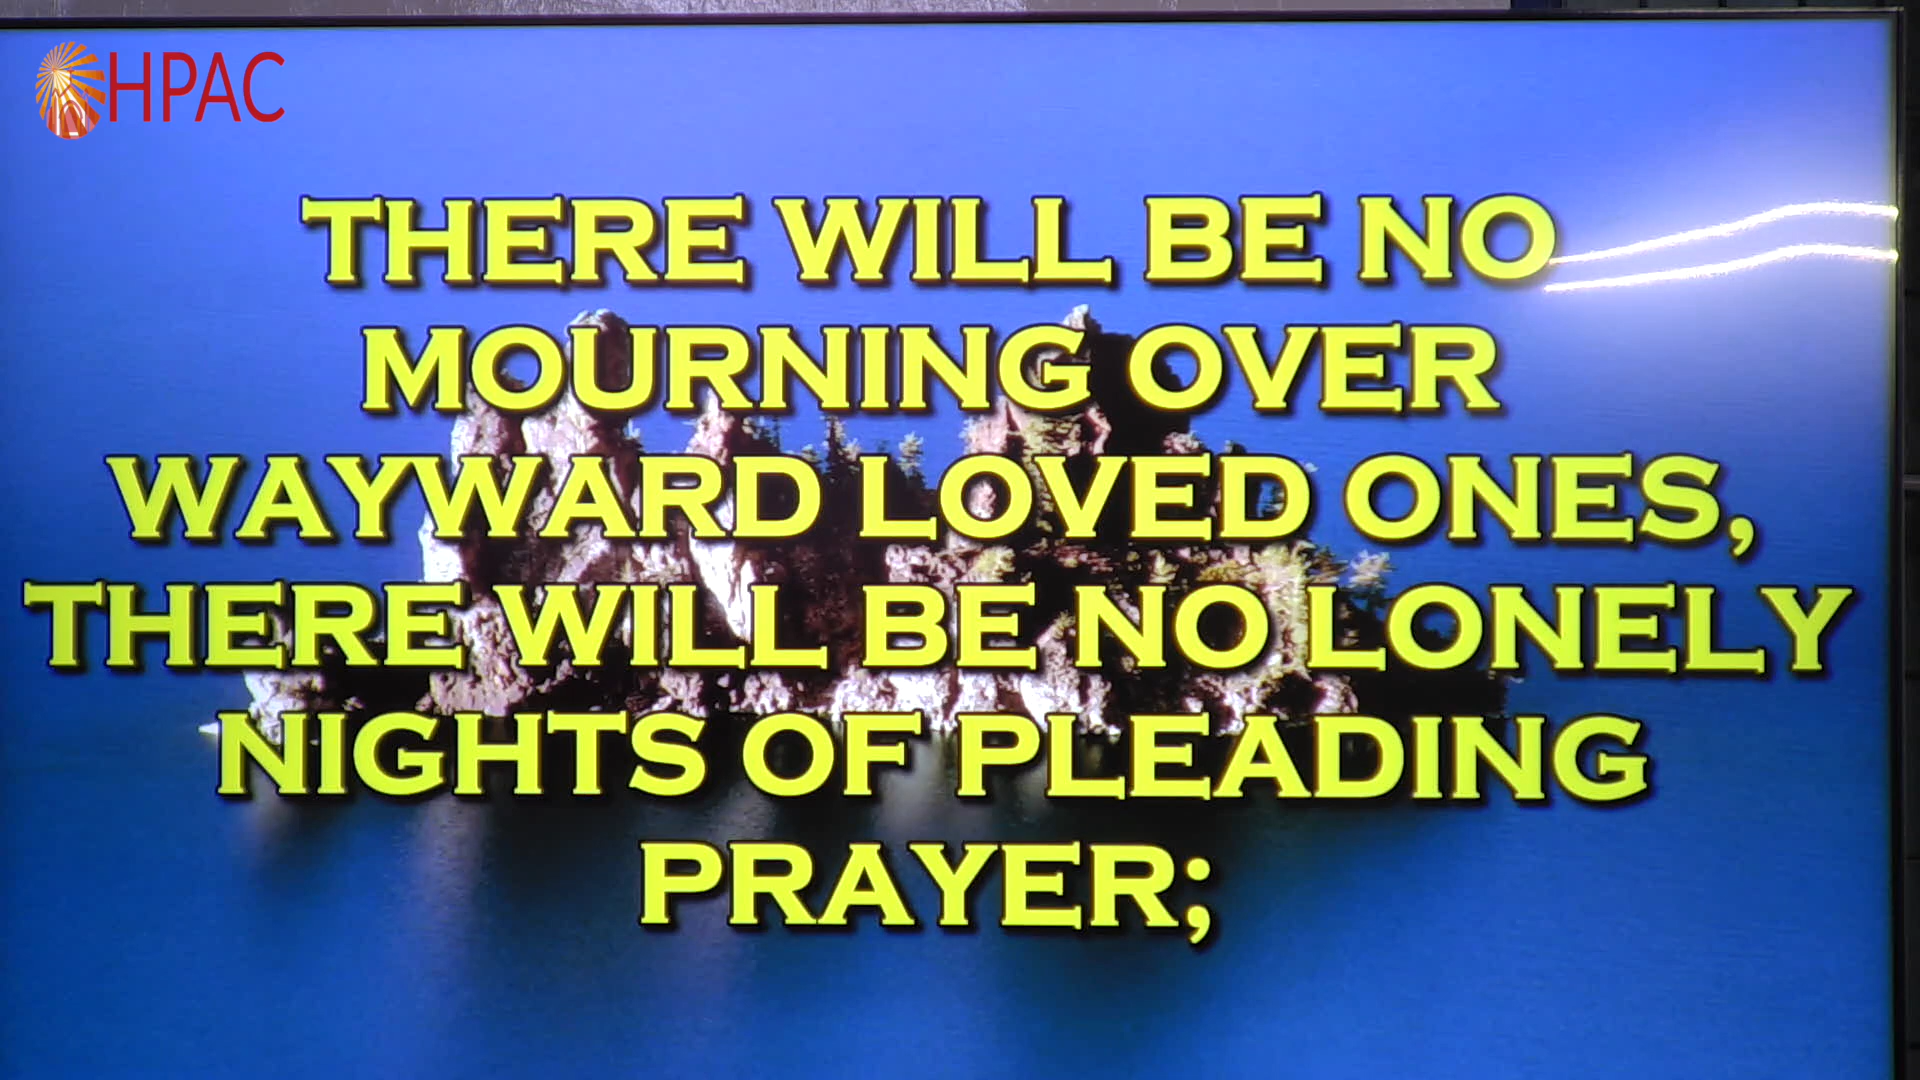 HPAC
THERE WILL BE NO
MOURNING OVER
WAYWARD LOVED ONES,
THERE WILL BE NO LONELY
NIGHTS OF PLEADING
PRAYER;